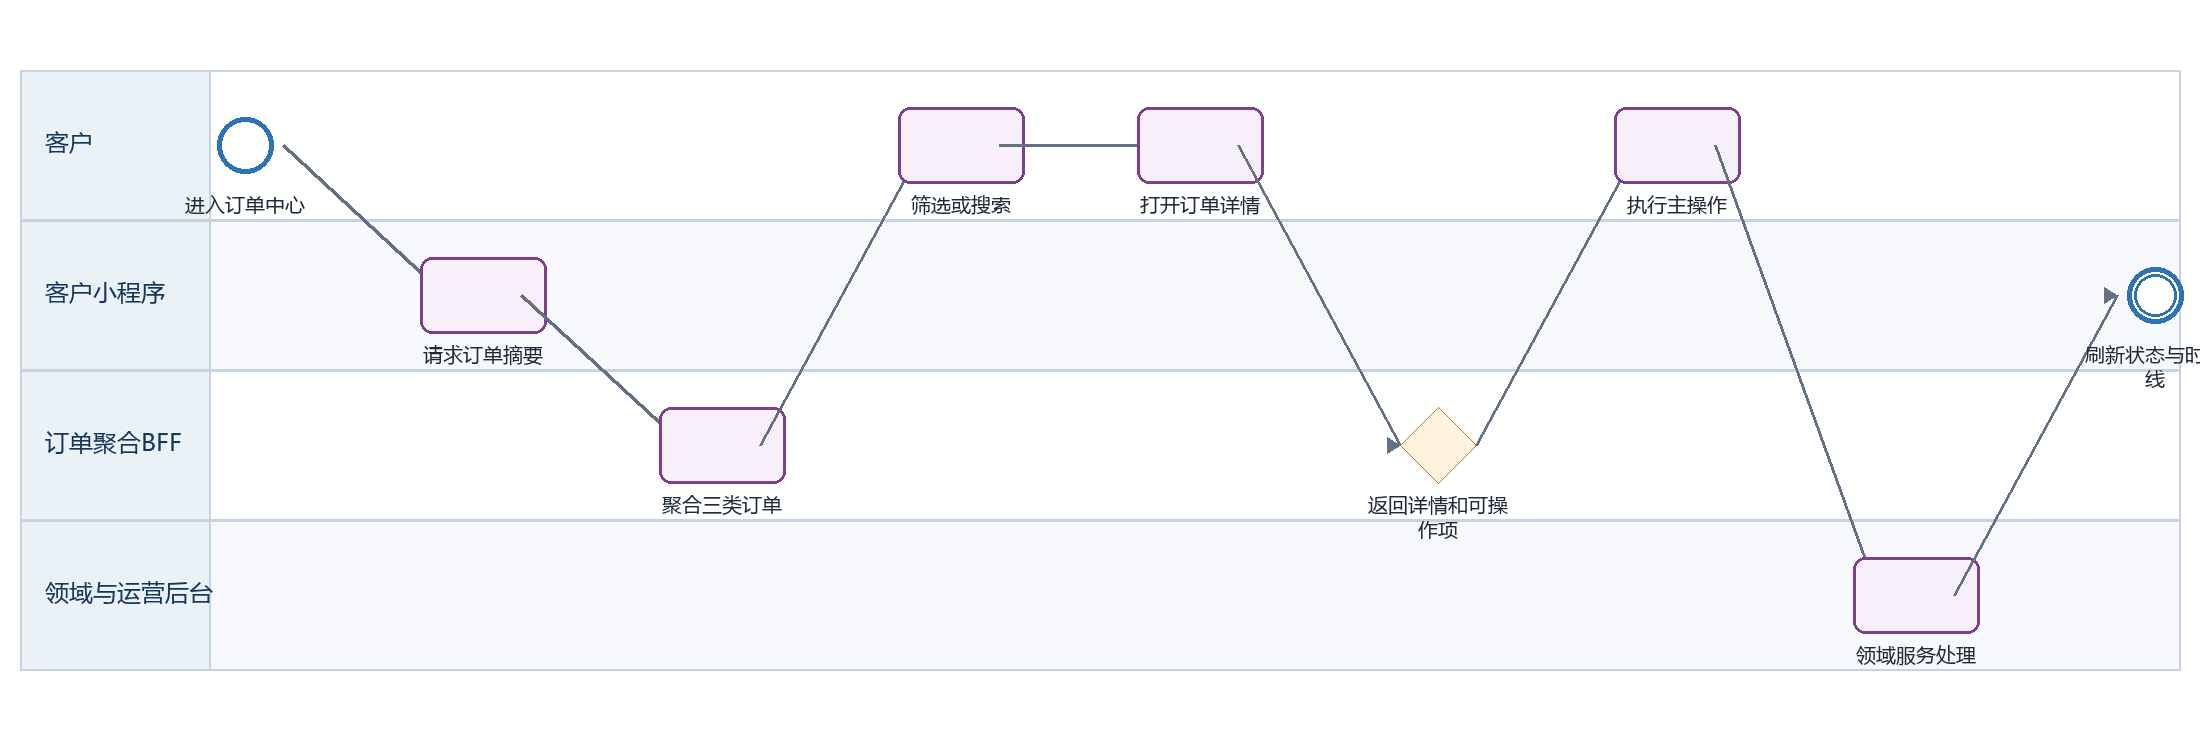 客户
进入订单中心
筛选或搜索
打开订单详情
执行主操作
客户小程序
请求订单摘要
刷新状态与时
线
订单聚合BFF
聚合三类订单
返回详情和可操
作项
领域与运营后台
领域服务处理